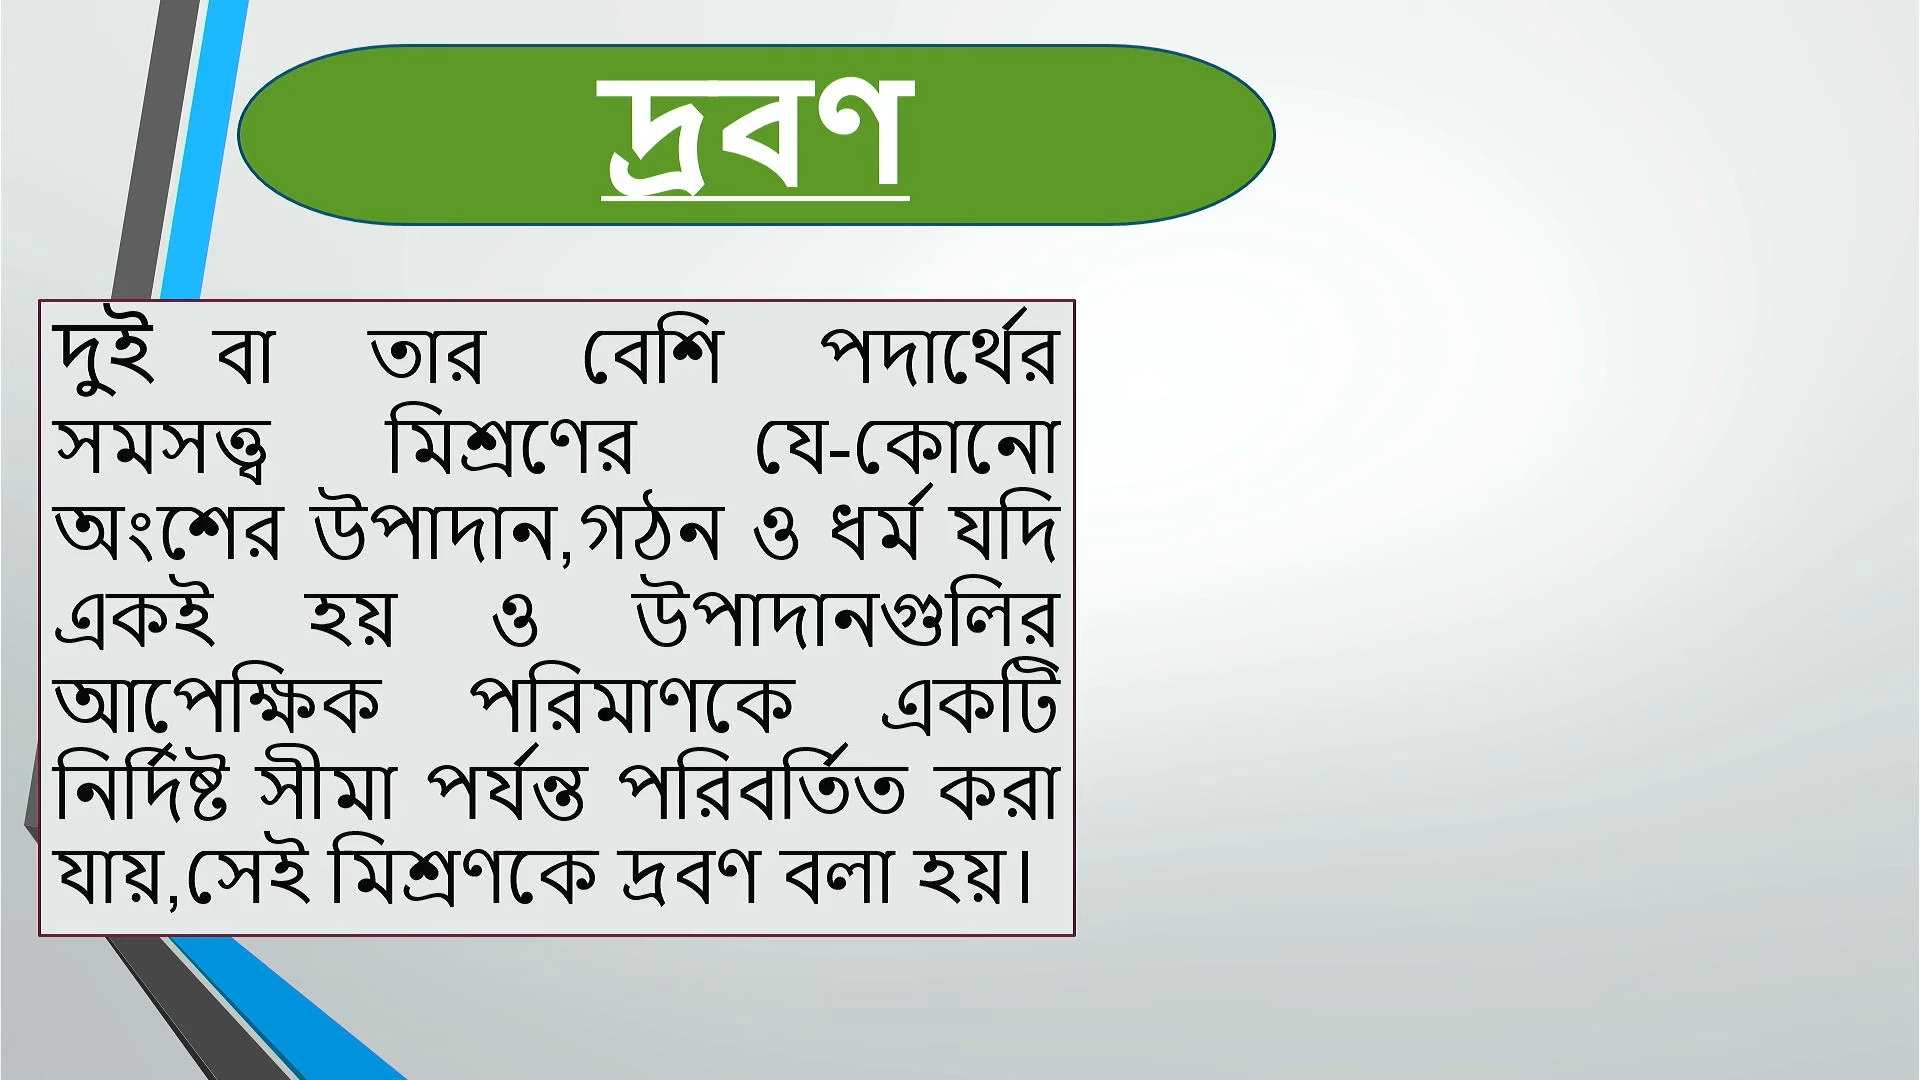 দ্রবণ
দুই বা তার বেশি পদার্থের
সমসত্ত্ব মিশ্রণের যে-কোনো
অংশের উপাদান,গঠন ও ধর্ম যদি
একই হয় ও উপাদানগুলির
আপেক্ষিক পরিমাণকে একটি
নির্দিষ্ট সীমা পর্যন্ত পরিবর্তিত করা
যায়,সেই মিশ্রণকে দ্রবণ বলা হয়।